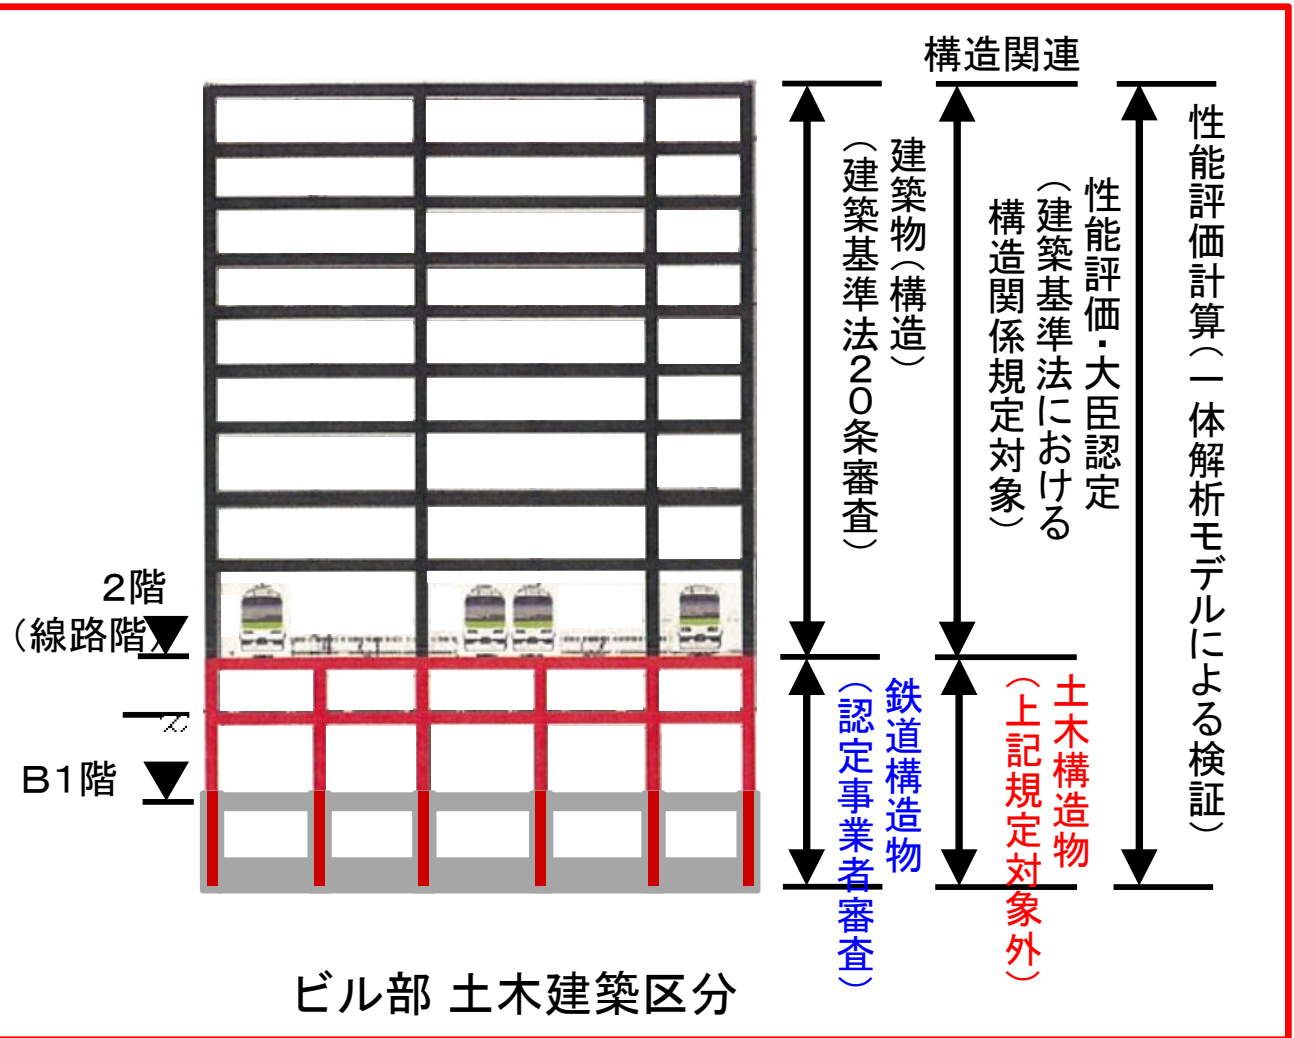 構造関連
建築物（構造）
（建築基準法２０条審査）
性能評価・大臣認定
（建築基準法における
構造関係規定対象）
性能評価計算（一体解析モデルによる検証）
2階
（線路階）
B1階
鉄道構造物
（認定事業者審査）
土木構造物
（上記規定対象外）
ビル部 土木建築区分